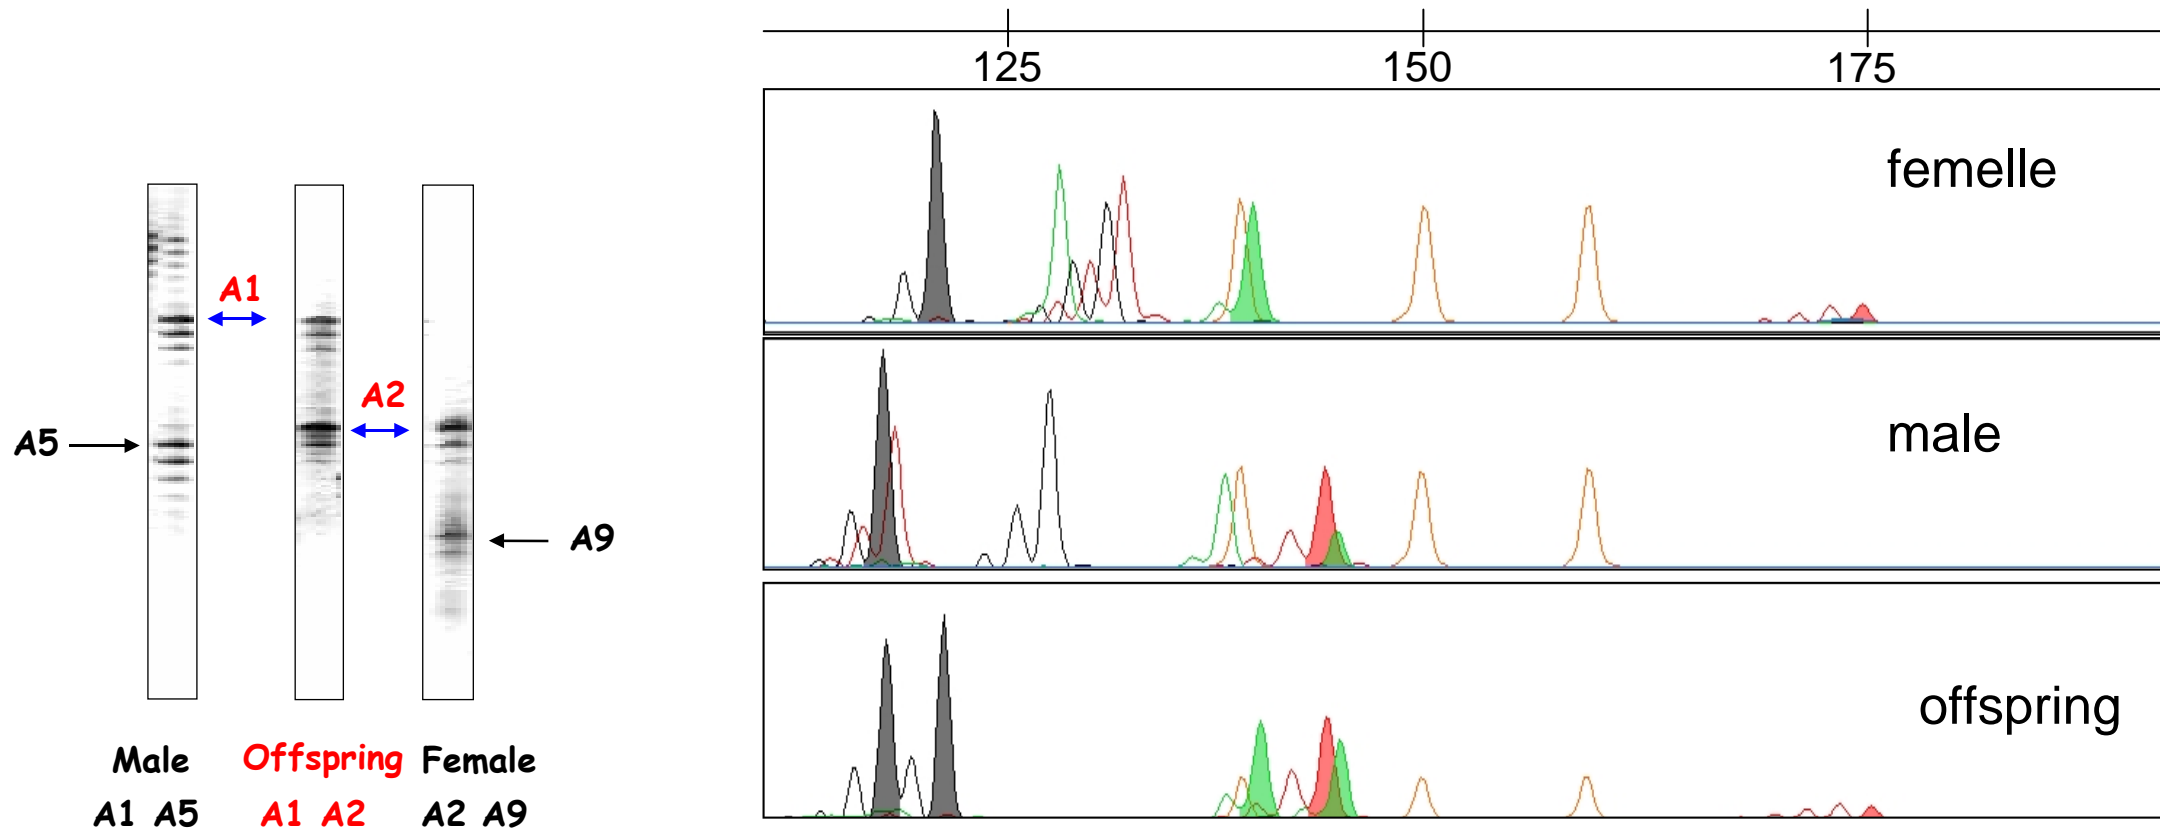 125 150 175
femelle
male
offspring
A1
A2
A5
A9
Male Offspring Female
A1 A5 A1 A2 A2 A9